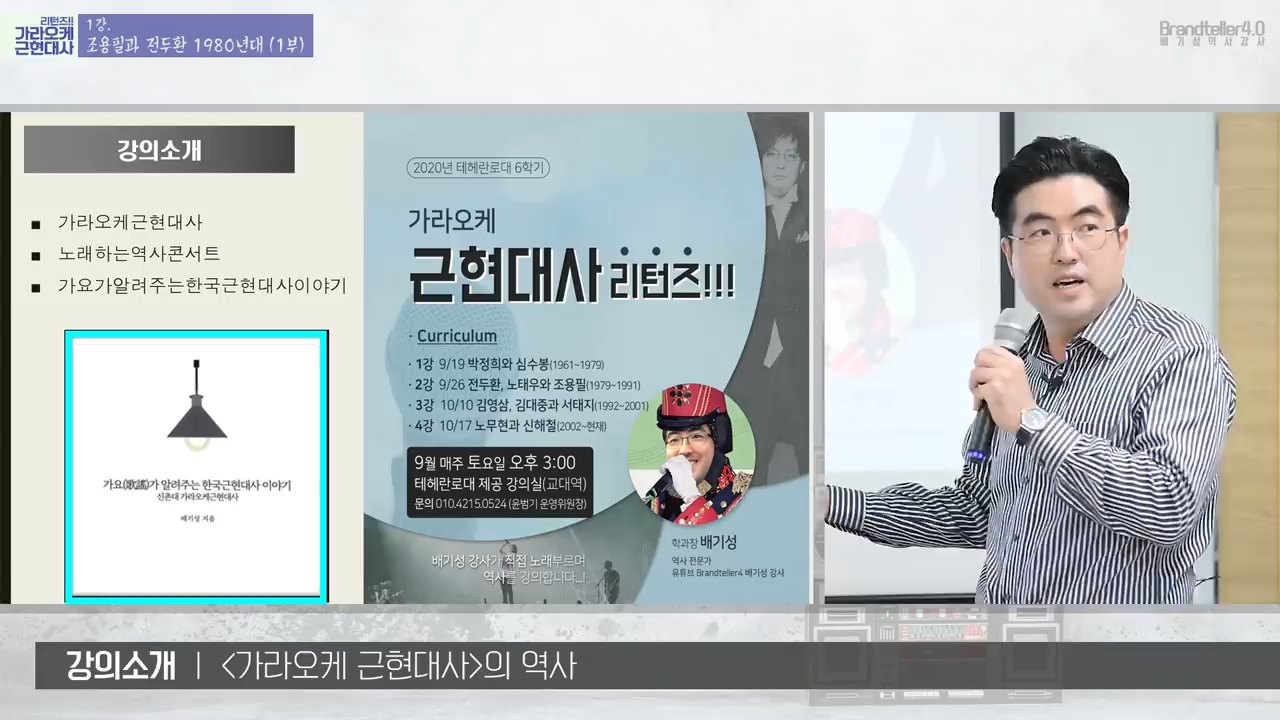 리턴즈!!
가라오케
근현대사
1강.
조용필과 전두환 1980년대 (1부)
Brandteller4.0
배기성역사강사
강의소개
■ 가라오케근현대사
■ 노래하는역사콘서트
■ 가요가알려주는한국근현대사이야기
가요(歌謠)가 알려주는 한국근현대사 이야기
신촌대 가라오케근현대사
배기성 지음
2020년 테헤란로대 6학기
가라오케
근현대사 리턴즈!!!
· Curriculum
· 1강 9/19 박정희와 심수봉(1961~1979)
· 2강 9/26 전두환, 노태우와 조용필(1979~1991)
· 3강 10/10 김영삼, 김대중과 서태지(1992~2001)
· 4강 10/17 노무현과 신해철(2002~현재)
9월 매주 토요일 오후 3:00
테헤란로대 제공 강의실(교대역)
문의 010.4215.0524 (윤범기 운영위원장)
배기성 강사가 직접 노래부르며
역사를 강의합니다...!
학과장 배기성
역사 전문가
유튜브 Brandteller4 배기성 강사
강의소개 | <가라오케 근현대사>의 역사